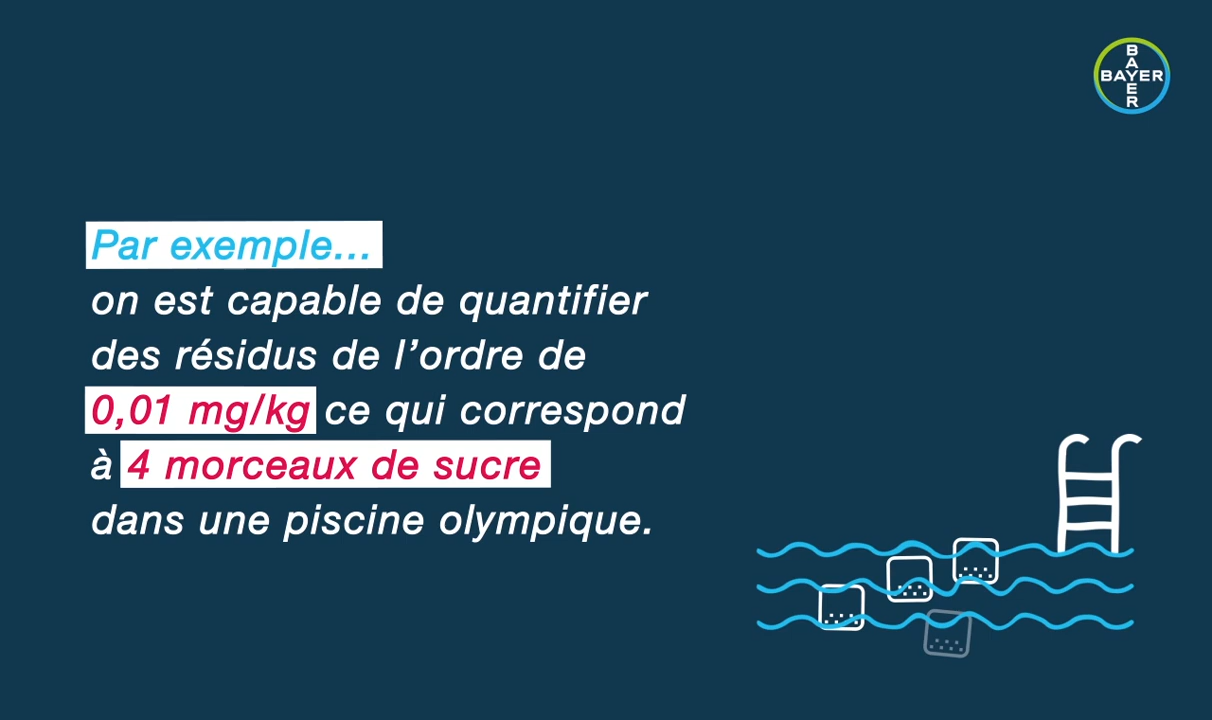 BAYER
BAYER
Par exemple...
on est capable de quantifier
des résidus de l’ordre de
0,01 mg/kg ce qui correspond
à 4 morceaux de sucre
dans une piscine olympique.